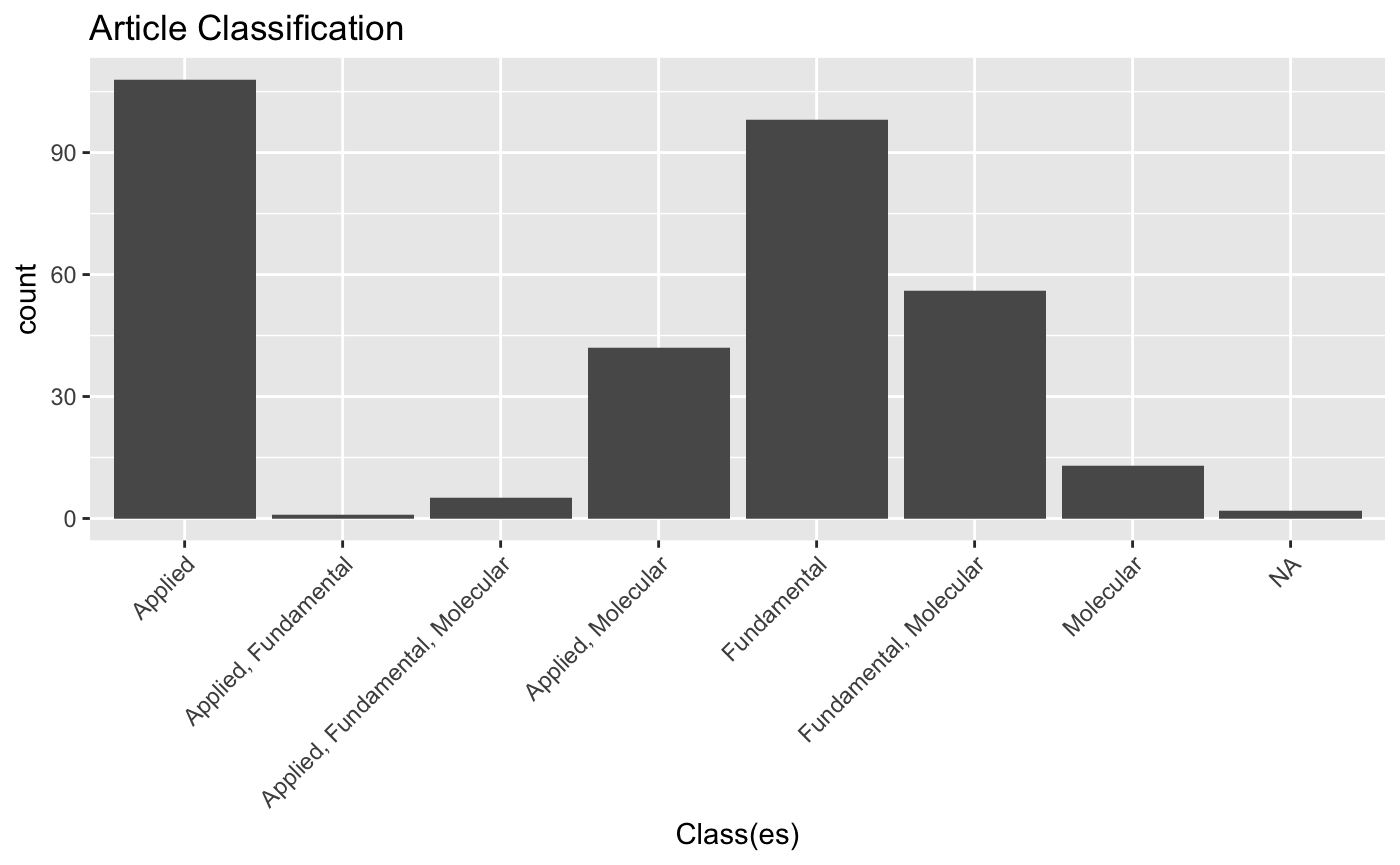 Article Classification
count
90
60
30
0
Applied
Applied, Fundamental
Applied, Fundamental, Molecular
Applied, Molecular
Fundamental
Fundamental, Molecular
Molecular
NA
Class(es)